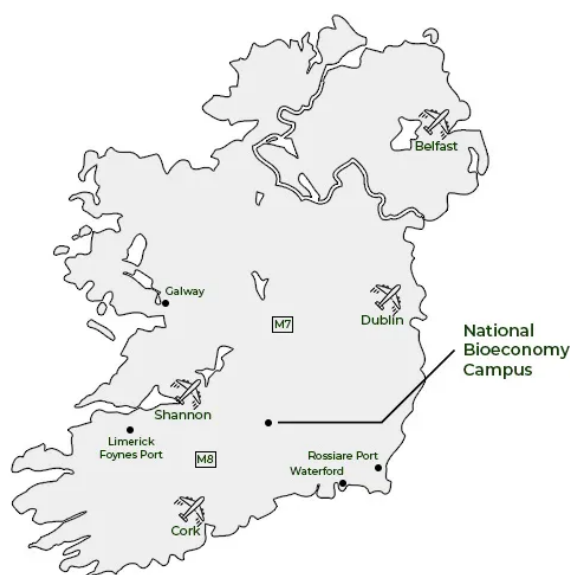 Belfast
Galway
M7
Dublin
National
Bioeconomy
Campus
Shannon
Limerick
Foynes Port
M8
Rossiare Port
Waterford
Cork